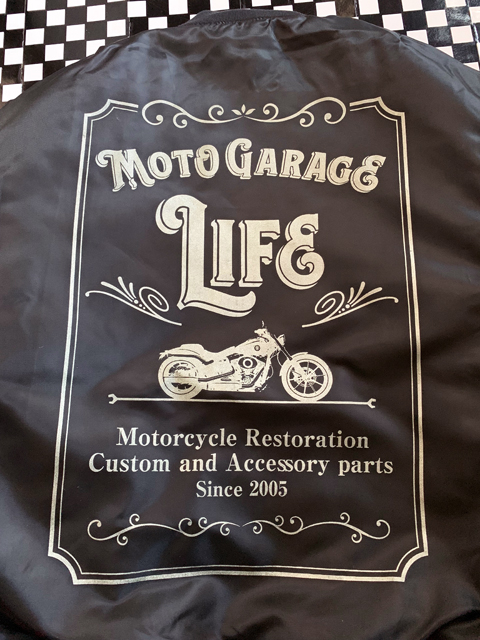 MOTO GARAGE
LIFE
Motorcycle Restoration
Custom and Accessory parts
Since 2005